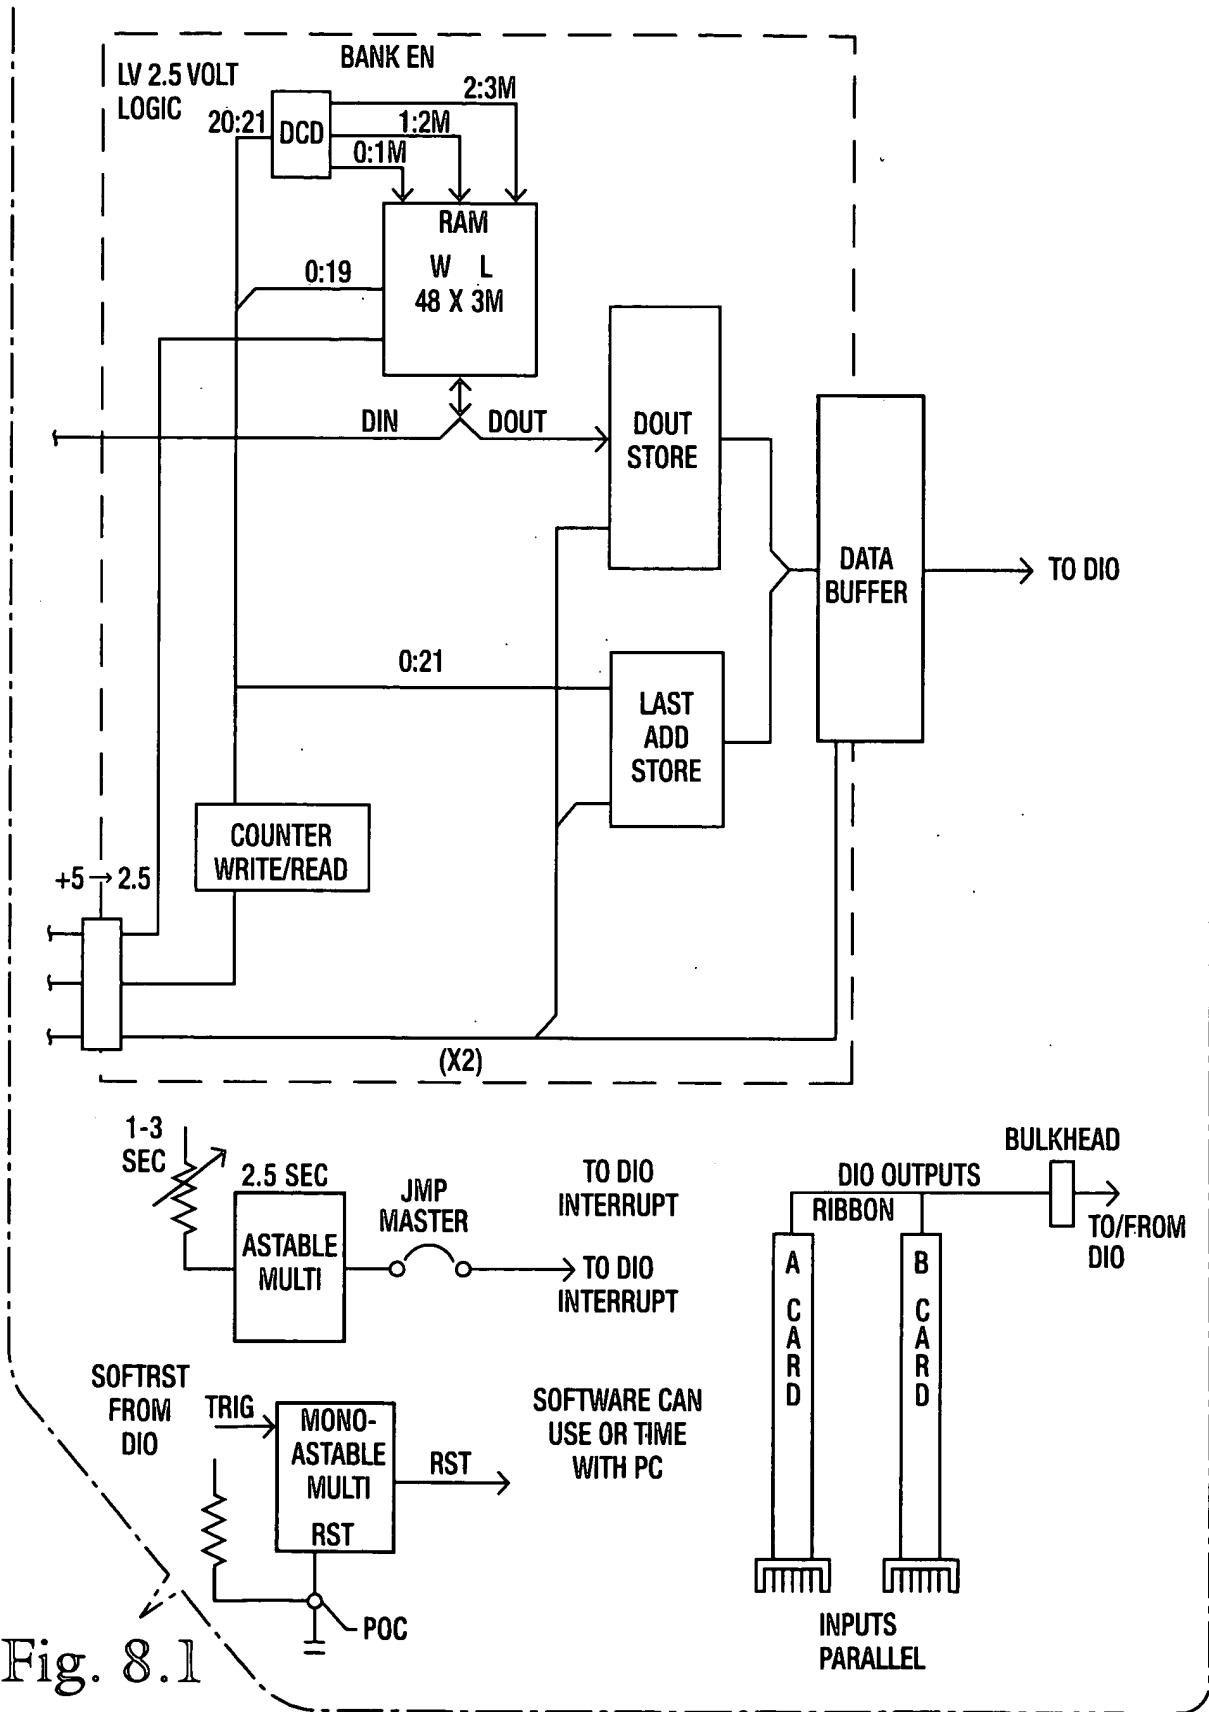 BANK EN
LV 2.5 VOLT
LOGIC
2:3M
20:21
DCD
1:2M
0:1M
RAM
W L
48 X 3M
0:19
DIN
DOUT
DOUT
STORE
DATA
BUFFER
TO DIO
0:21
LAST
ADD
STORE
COUNTER
WRITE/READ
+5 → 2.5
(X2)
1-3
SEC
2.5 SEC
ASTABLE
MULTI
JMP
MASTER
TO DIO
INTERRUPT
TO DIO
INTERRUPT
BULKHEAD
DIO OUTPUTS
RIBBON
TO/FROM
DIO
A CARD
B CARD
INPUTS
PARALLEL
SOFTRST
FROM
DIO
TRIG
MONO-
ASTABLE
MULTI
RST
RST
POC
SOFTWARE CAN
USE OR TIME
WITH PC
Fig. 8.1